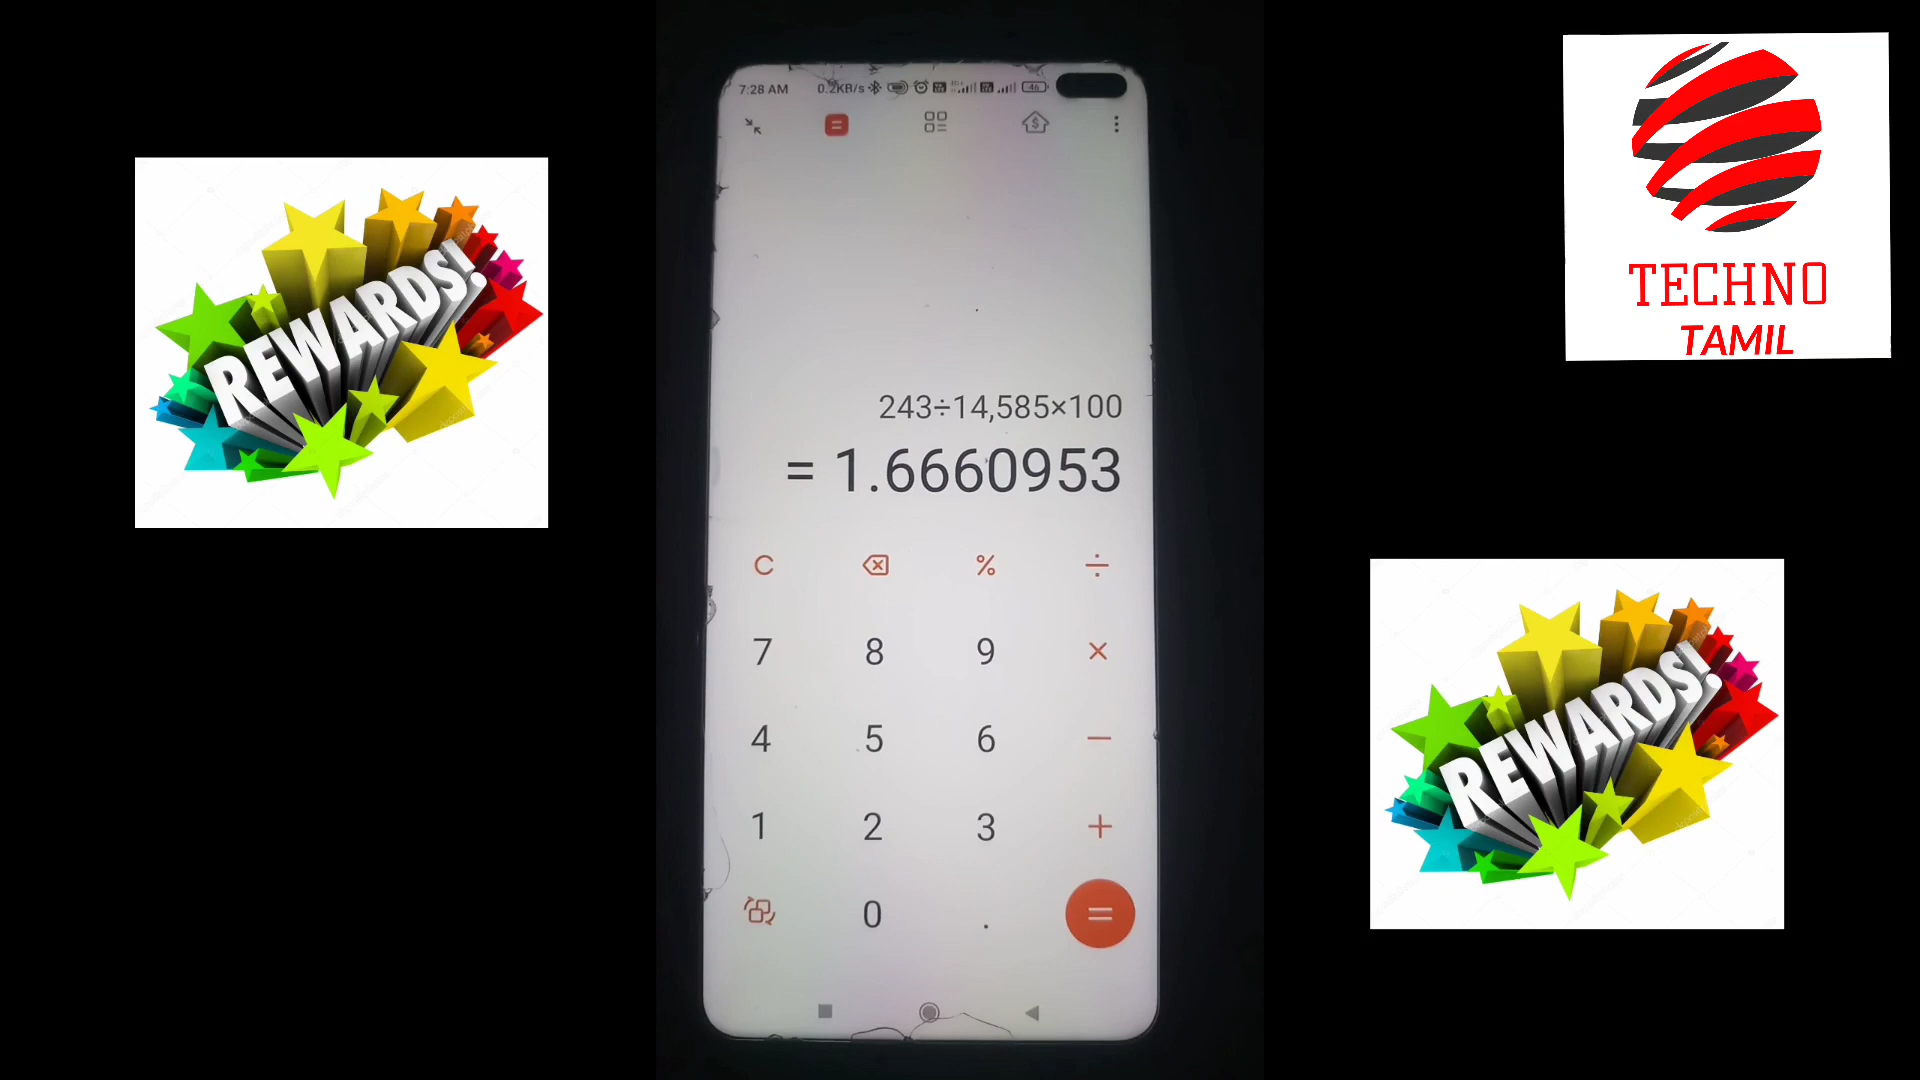 REWARDS!
7:28 AM 0.2KB/s 46
243÷14,585×100
= 1.6660953
C % ÷
7 8 9 ×
4 5 6 −
1 2 3 +
0 . =
TECHNO
TAMIL
REWARDS!